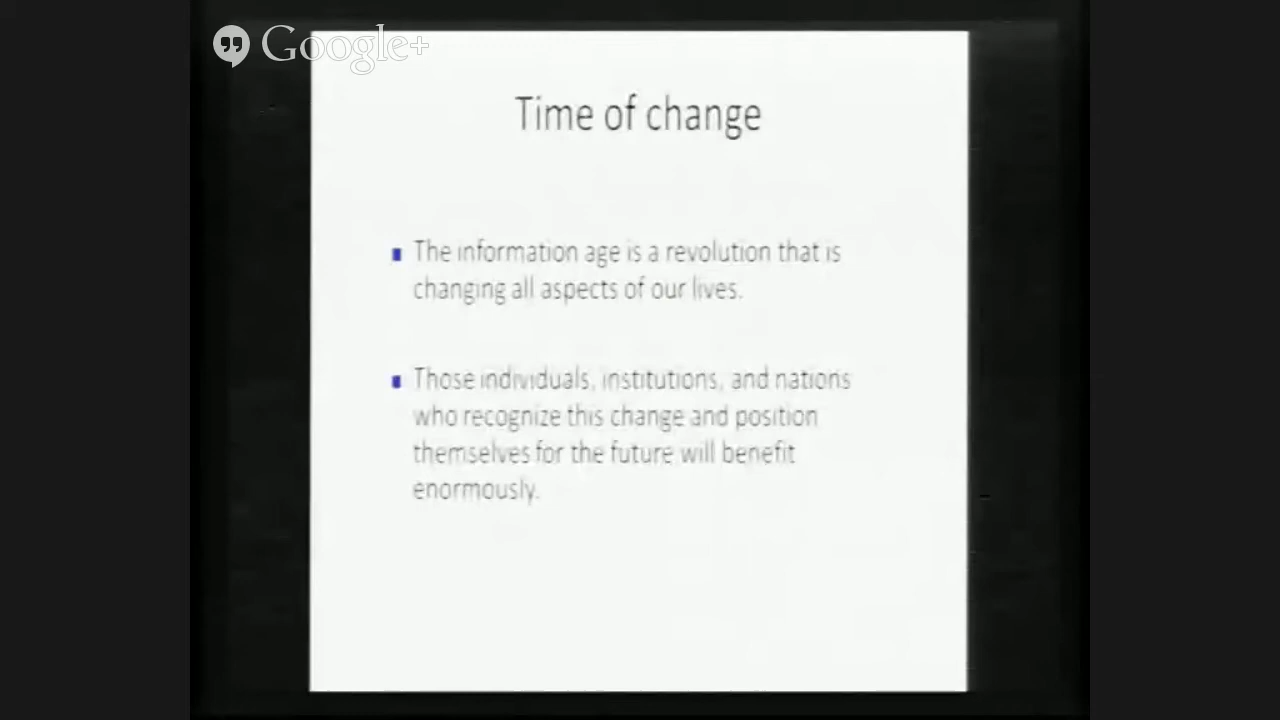 Google+
Time of change
The information age is a revolution that is
changing all aspects of our lives.
Those individuals, institutions, and nations
who recognize this change and position
themselves for the future will benefit
enormously.